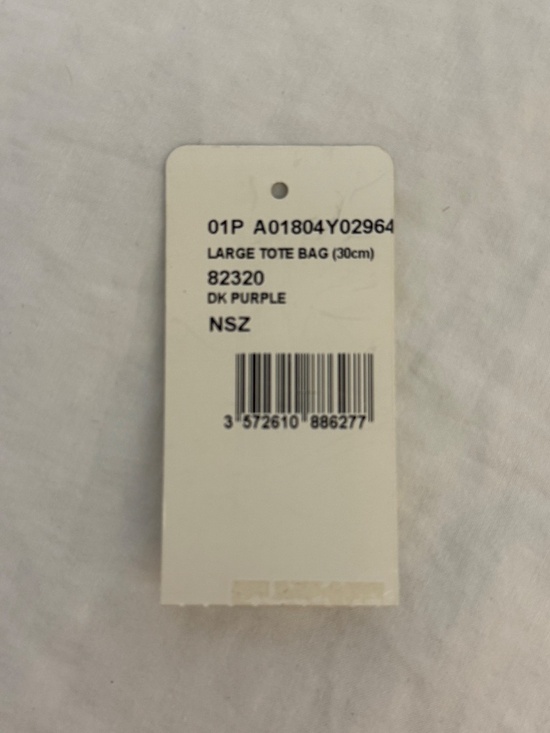 01P A01804Y02964
LARGE TOTE BAG (30cm)
82320
DK PURPLE
NSZ
3 572610 886277